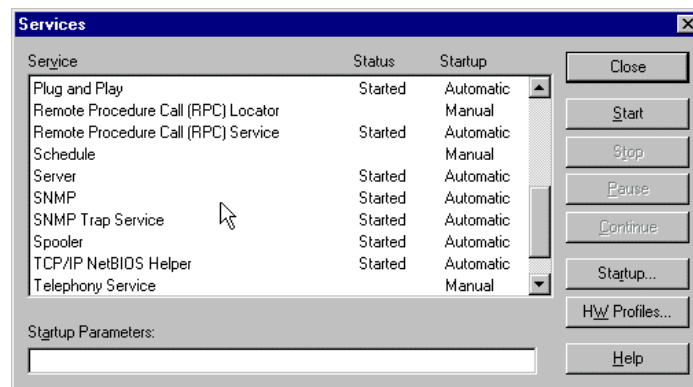 Services
Service Status Startup
Plug and Play Started Automatic
Remote Procedure Call (RPC) Locator Manual
Remote Procedure Call (RPC) Service Started Automatic
Schedule Manual
Server Started Automatic
SNMP Started Automatic
SNMP Trap Service Started Automatic
Spooler Started Automatic
TCP/IP NetBIOS Helper Started Automatic
Telephony Service Manual
Startup Parameters:
Close
Start
Stop
Pause
Continue
Startup...
HW Profiles...
Help